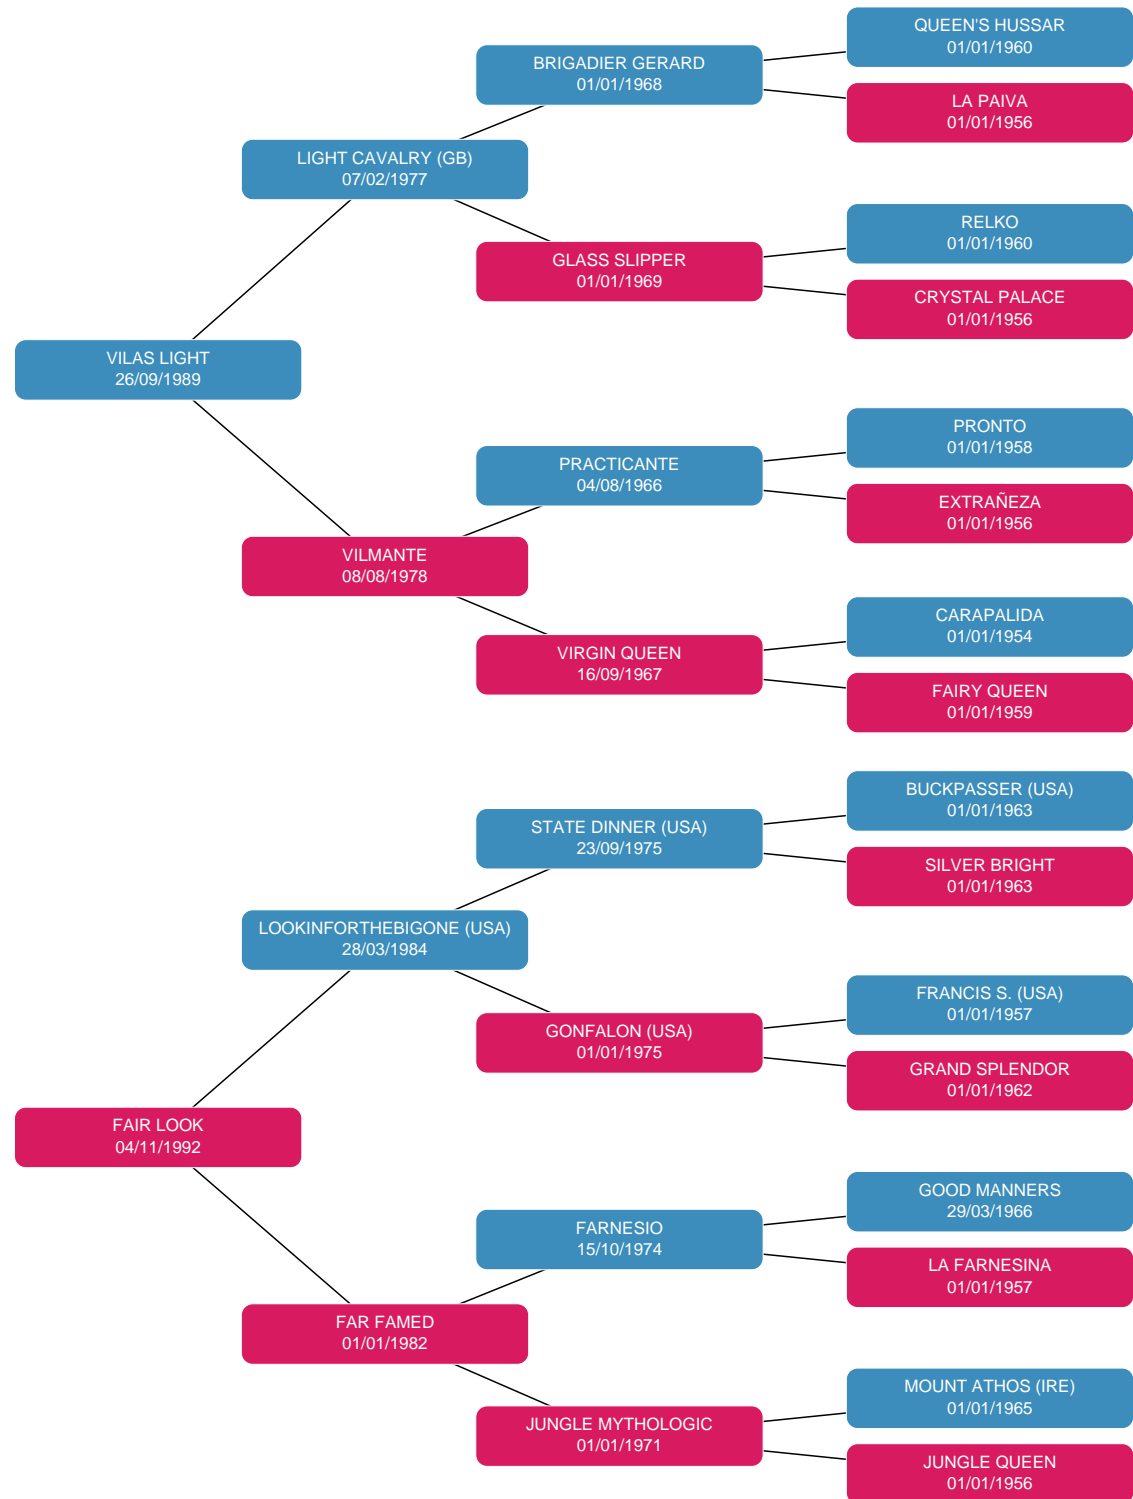 QUEEN'S HUSSAR
01/01/1960
BRIGADIER GERARD
01/01/1968
LA PAIVA
01/01/1956
LIGHT CAVALRY (GB)
07/02/1977
RELKO
01/01/1960
GLASS SLIPPER
01/01/1969
CRYSTAL PALACE
01/01/1956
VILAS LIGHT
26/09/1989
PRONTO
01/01/1958
PRACTICANTE
04/08/1966
EXTRAÑEZA
01/01/1956
VILMANTE
08/08/1978
CARAPALIDA
01/01/1954
VIRGIN QUEEN
16/09/1967
FAIRY QUEEN
01/01/1959
BUCKPASSER (USA)
01/01/1963
STATE DINNER (USA)
23/09/1975
SILVER BRIGHT
01/01/1963
LOOKINFORTHEBIGONE (USA)
28/03/1984
FRANCIS S. (USA)
01/01/1957
GONFALON (USA)
01/01/1975
GRAND SPLENDOR
01/01/1962
FAIR LOOK
04/11/1992
GOOD MANNERS
29/03/1966
FARNESIO
15/10/1974
LA FARNESINA
01/01/1957
FAR FAMED
01/01/1982
MOUNT ATHOS (IRE)
01/01/1965
JUNGLE MYTHOLOGIC
01/01/1971
JUNGLE QUEEN
01/01/1956